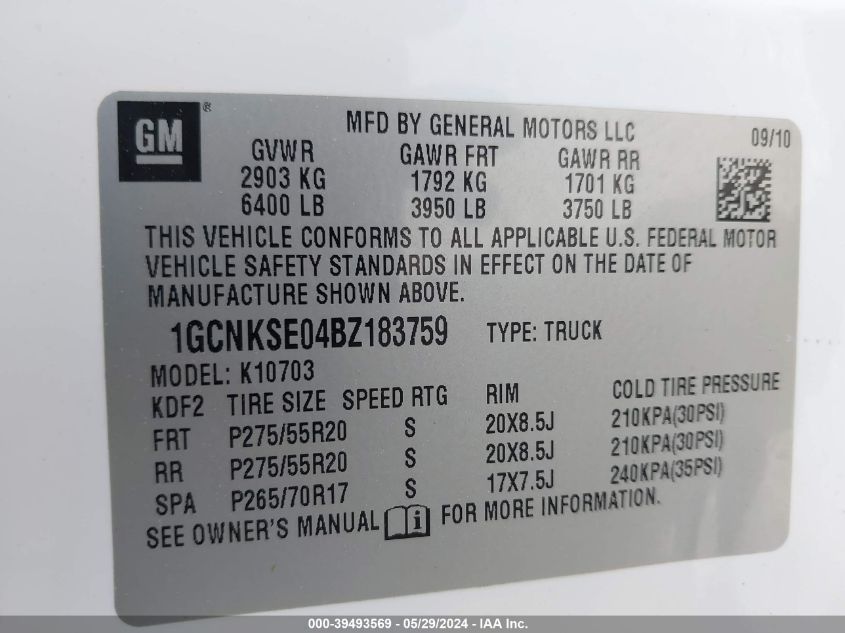 GM®
MFD BY GENERAL MOTORS LLC 09/10
GVWR GAWR FRT GAWR RR
2903 KG 1792 KG 1701 KG
6400 LB 3950 LB 3750 LB
THIS VEHICLE CONFORMS TO ALL APPLICABLE U.S. FEDERAL MOTOR
VEHICLE SAFETY STANDARDS IN EFFECT ON THE DATE OF
MANUFACTURE SHOWN ABOVE.
1GCNKSE04BZ183759 TYPE: TRUCK
MODEL: K10703
KDF2 TIRE SIZE SPEED RTG RIM COLD TIRE PRESSURE
FRT P275/55R20 S 20X8.5J 210KPA(30PSI)
RR P275/55R20 S 20X8.5J 210KPA(30PSI)
SPA P265/70R17 S 17X7.5J 240KPA(35PSI)
SEE OWNER'S MANUAL i FOR MORE INFORMATION.
000-39493569 - 05/29/2024 - IAA Inc.